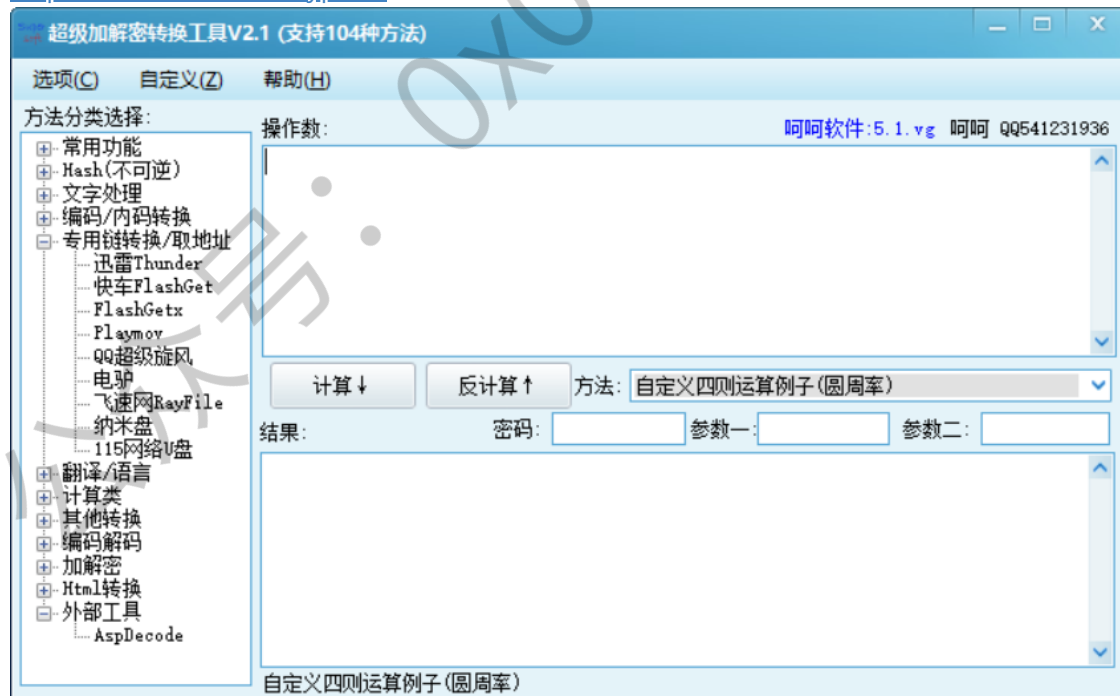 超级加解密转换工具V2.1 (支持104种方法)
选项(C) 自定义(Z) 帮助(H)
方法分类选择:
操作数: 呵呵软件:5.1.vg 呵呵 QQ541231936
常用功能
Hash(不可逆)
文字处理
编码/内码转换
专用链转换/取地址
迅雷Thunder
快车FlashGet
FlashGetx
Playmov
QQ超级旋风
电驴
飞速网RayFile
纳米盘
115网络U盘
翻译/语言
计算类
其他转换
编码解码
加解密
Html转换
外部工具
AspDecode
计算↓ 反计算↑ 方法: 自定义四则运算例子(圆周率)
结果: 密码: 参数一: 参数二:
自定义四则运算例子(圆周率)
公众号：0x0